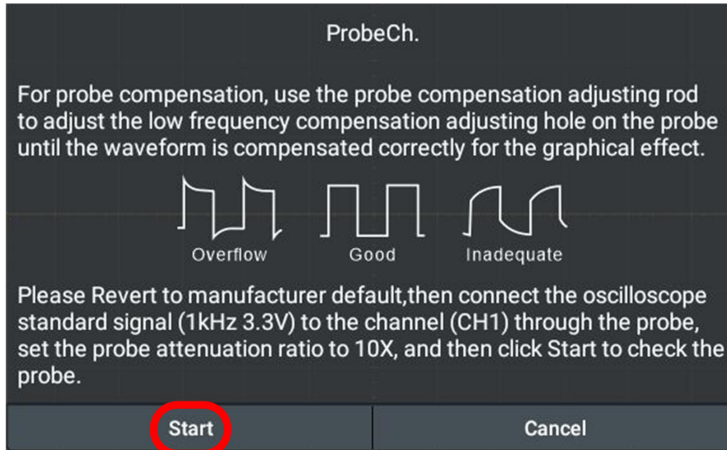 ProbeCh.
For probe compensation, use the probe compensation adjusting rod
to adjust the low frequency compensation adjusting hole on the probe
until the waveform is compensated correctly for the graphical effect.
Overflow Good Inadequate
Please Revert to manufacturer default,then connect the oscilloscope
standard signal (1kHz 3.3V) to the channel (CH1) through the probe,
set the probe attenuation ratio to 10X, and then click Start to check the
probe.
Start Cancel